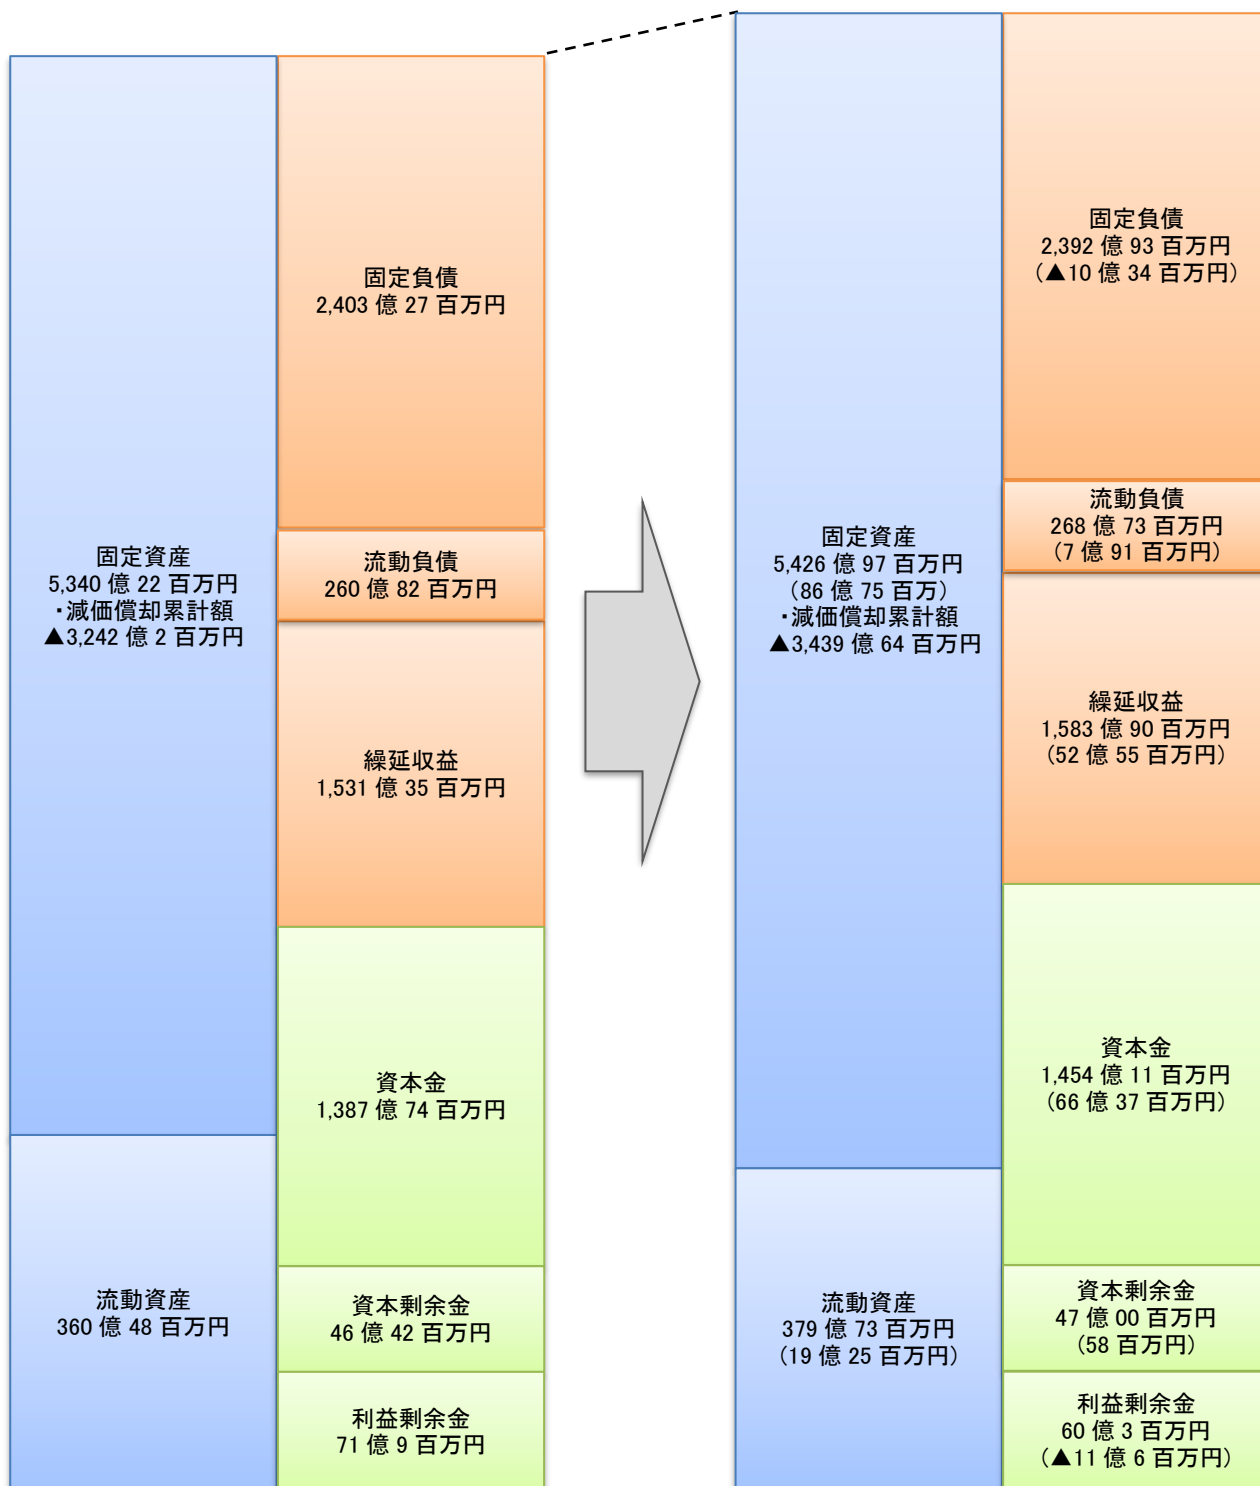 固定資産
5,340 億 22 百万円
・減価償却累計額
▲3,242 億 2 百万円
流動資産
360 億 48 百万円
固定負債
2,403 億 27 百万円
流動負債
260 億 82 百万円
繰延収益
1,531 億 35 百万円
資本金
1,387 億 74 百万円
資本剰余金
46 億 42 百万円
利益剰余金
71 億 9 百万円
固定資産
5,426 億 97 百万円
(86 億 75 百万)
・減価償却累計額
▲3,439 億 64 百万円
流動資産
379 億 73 百万円
(19 億 25 百万円)
固定負債
2,392 億 93 百万円
(▲10 億 34 百万円)
流動負債
268 億 73 百万円
(7 億 91 百万円)
繰延収益
1,583 億 90 百万円
(52 億 55 百万円)
資本金
1,454 億 11 百万円
(66 億 37 百万円)
資本剰余金
47 億 00 百万円
(58 百万円)
利益剰余金
60 億 3 百万円
(▲11 億 6 百万円)